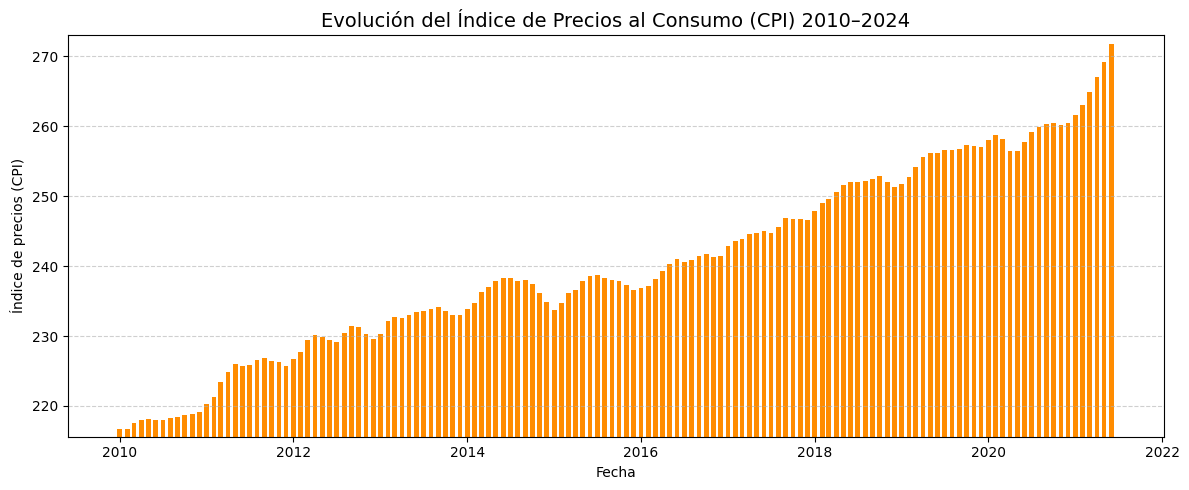 Evolución del Índice de Precios al Consumo (CPI) 2010–2024
Índice de precios (CPI)
270
260
250
240
230
220
2010 2012 2014 2016 2018 2020 2022
Fecha